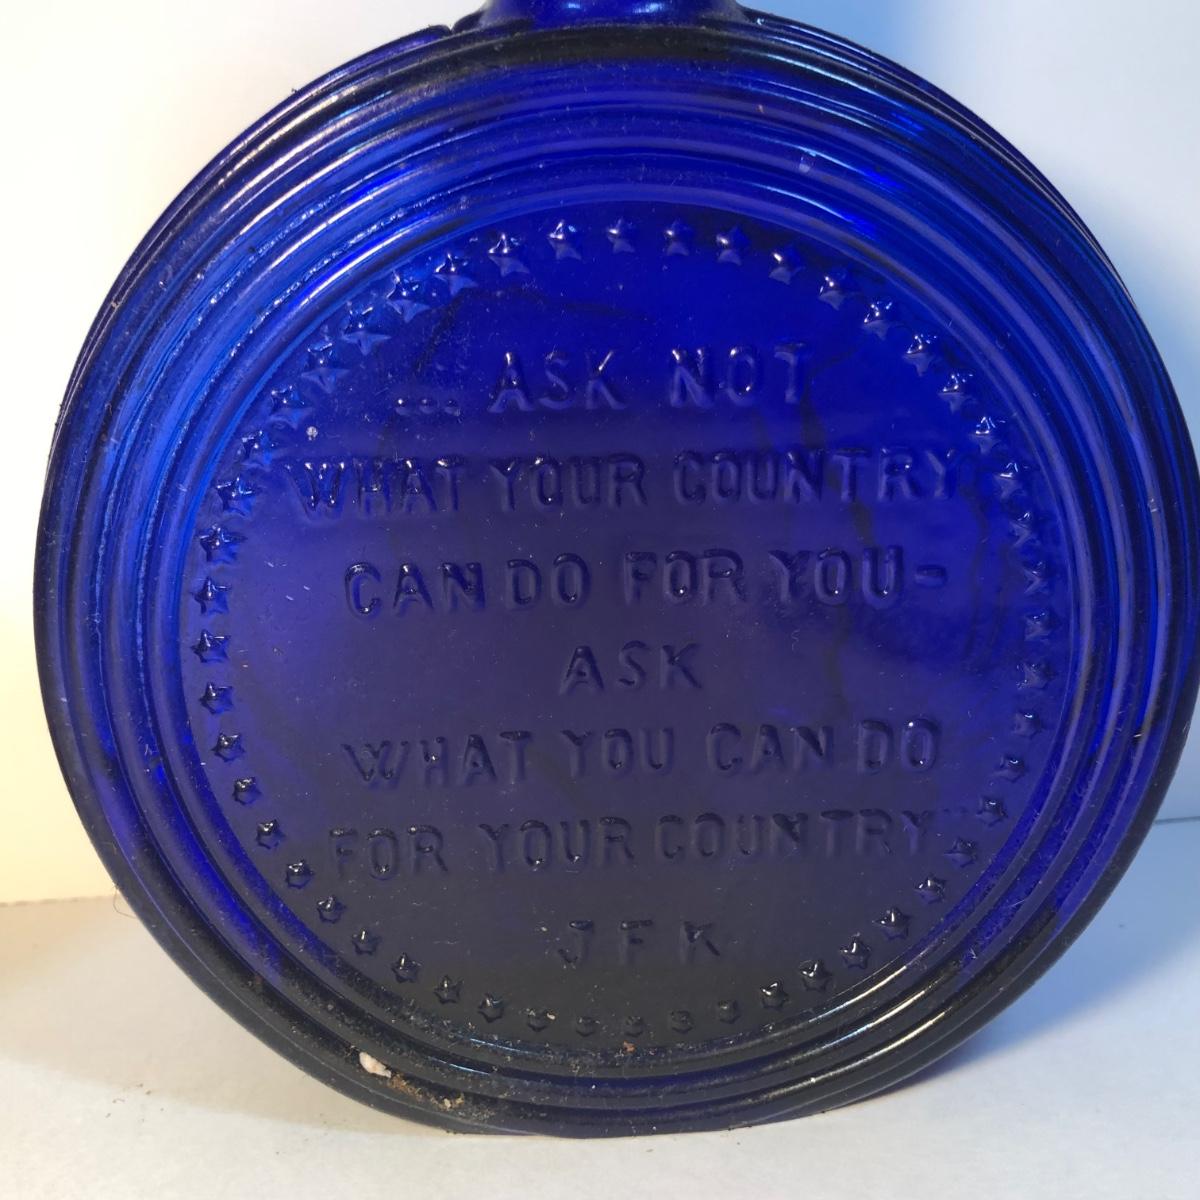 ... ASK NOT
WHAT YOUR COUNTRY
CAN DO FOR YOU-
ASK
WHAT YOU CAN DO
FOR YOUR COUNTRY"
JFK